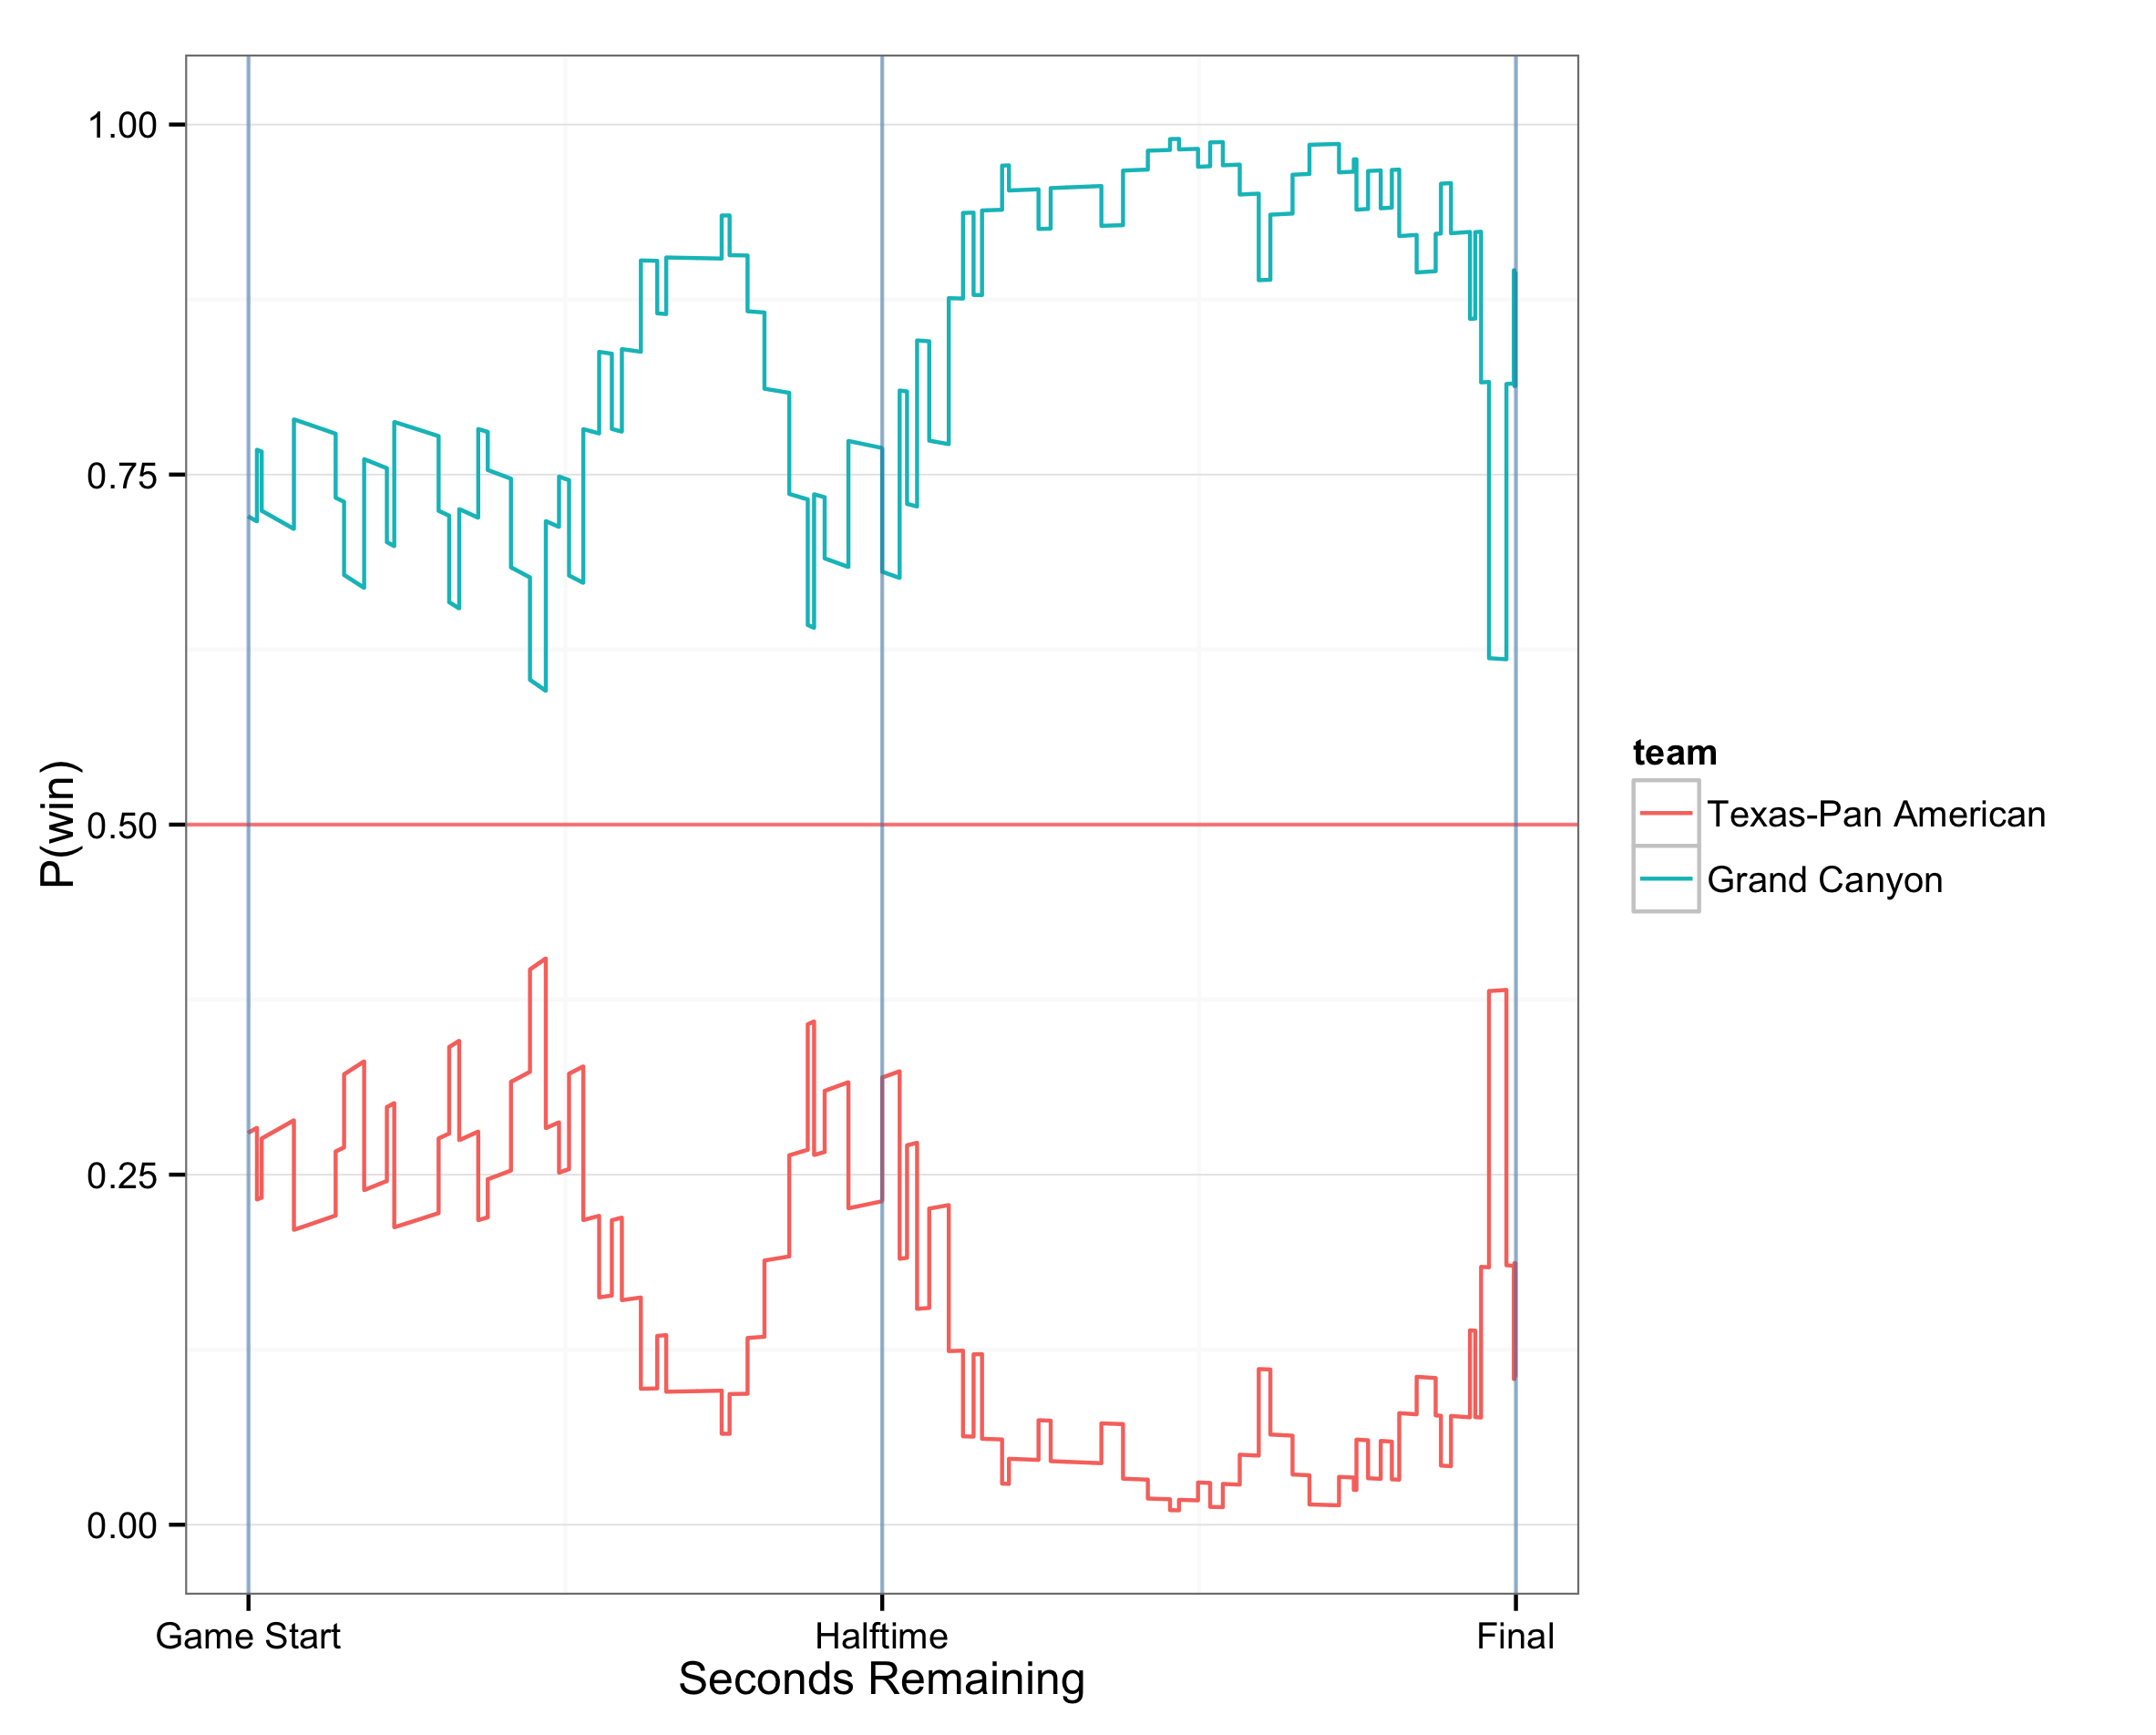 1.00
0.75
0.50
0.25
0.00
P(win)
Game Start
Halftime
Final
Seconds Remaining
team
Texas-Pan American
Grand Canyon